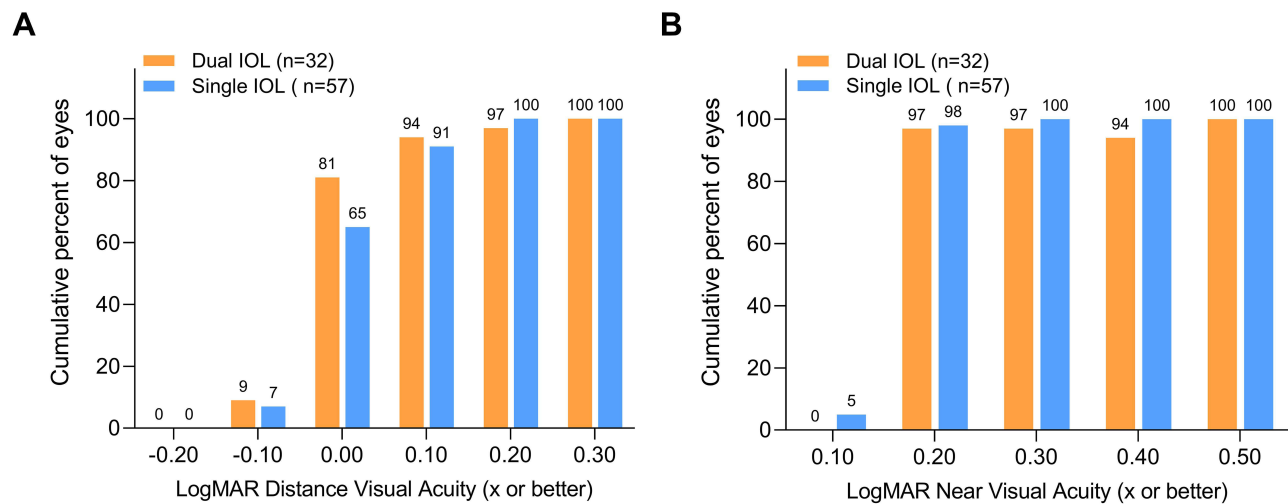 A
Dual IOL (n=32)
Single IOL ( n=57)
Cumulative percent of eyes
100
80
60
40
20
0
0 0
9 7
81 65
94 91
97 100
100 100
-0.20 -0.10 0.00 0.10 0.20 0.30
LogMAR Distance Visual Acuity (x or better)
B
Dual IOL (n=32)
Single IOL ( n=57)
Cumulative percent of eyes
100
80
60
40
20
0
0 5
97 98
97 100
94 100
100 100
0.10 0.20 0.30 0.40 0.50
LogMAR Near Visual Acuity (x or better)